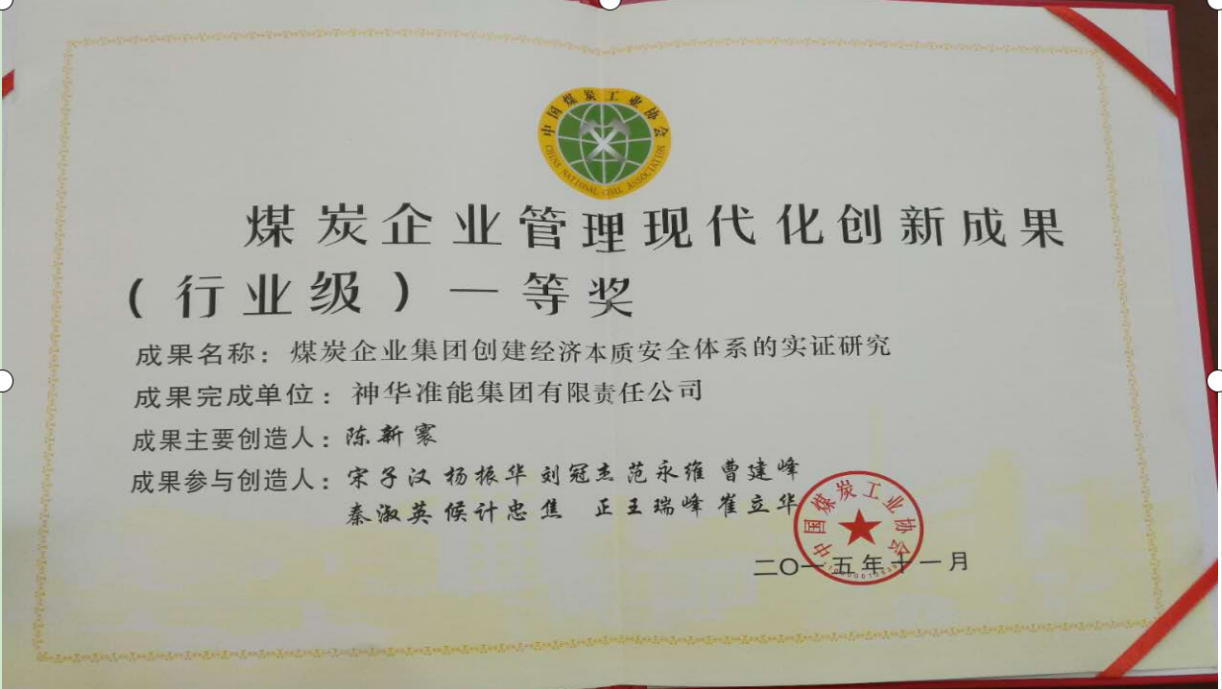 中国煤炭工业协会
CHINA NATIONAL COAL ASSOCIATION
煤炭企业管理现代化创新成果
（行业级）一等奖
成果名称：煤炭企业集团创建经济本质安全体系的实证研究
成果完成单位：神华准能集团有限责任公司
成果主要创造人：陈新寰
成果参与创造人：宋子汉 杨振华 刘冠杰 范永维 曹建峰
秦淑英 候计忠 焦 正 王瑞峰 崔立华
中国煤炭工业协会
二〇一五年十一月